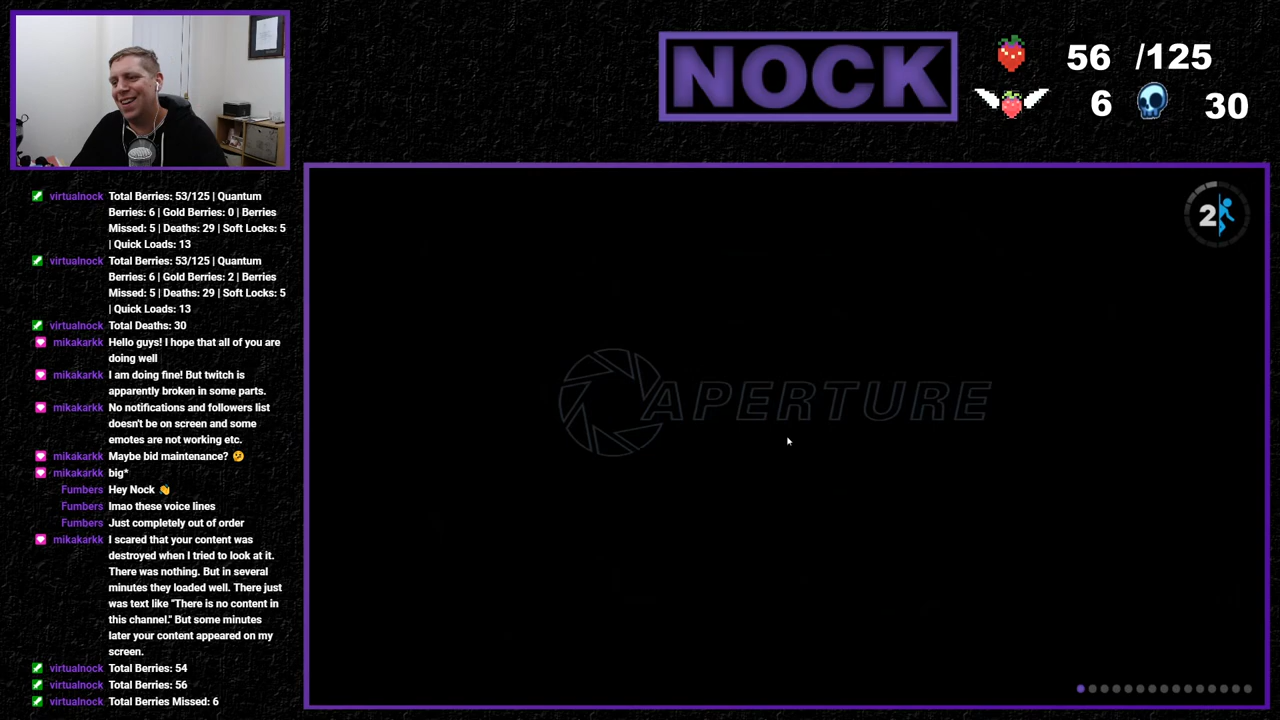 NOCK
56 /125
6 30
2
APERTURE
virtualnock Total Berries: 53/125 | Quantum
Berries: 6 | Gold Berries: 0 | Berries
Missed: 5 | Deaths: 29 | Soft Locks: 5
| Quick Loads: 13
virtualnock Total Berries: 53/125 | Quantum
Berries: 6 | Gold Berries: 2 | Berries
Missed: 5 | Deaths: 29 | Soft Locks: 5
| Quick Loads: 13
virtualnock Total Deaths: 30
mikakarkk Hello guys! I hope that all of you are
doing well
mikakarkk I am doing fine! But twitch is
apparently broken in some parts.
mikakarkk No notifications and followers list
doesn't be on screen and some
emotes are not working etc.
mikakarkk Maybe bid maintenance? 🤔
mikakarkk big*
Fumbers Hey Nock 👋
Fumbers lmao these voice lines
Fumbers Just completely out of order
mikakarkk I scared that your content was
destroyed when I tried to look at it.
There was nothing. But in several
minutes they loaded well. There just
was text like "There is no content in
this channel." But some minutes
later your content appeared on my
screen.
virtualnock Total Berries: 54
virtualnock Total Berries: 56
virtualnock Total Berries Missed: 6